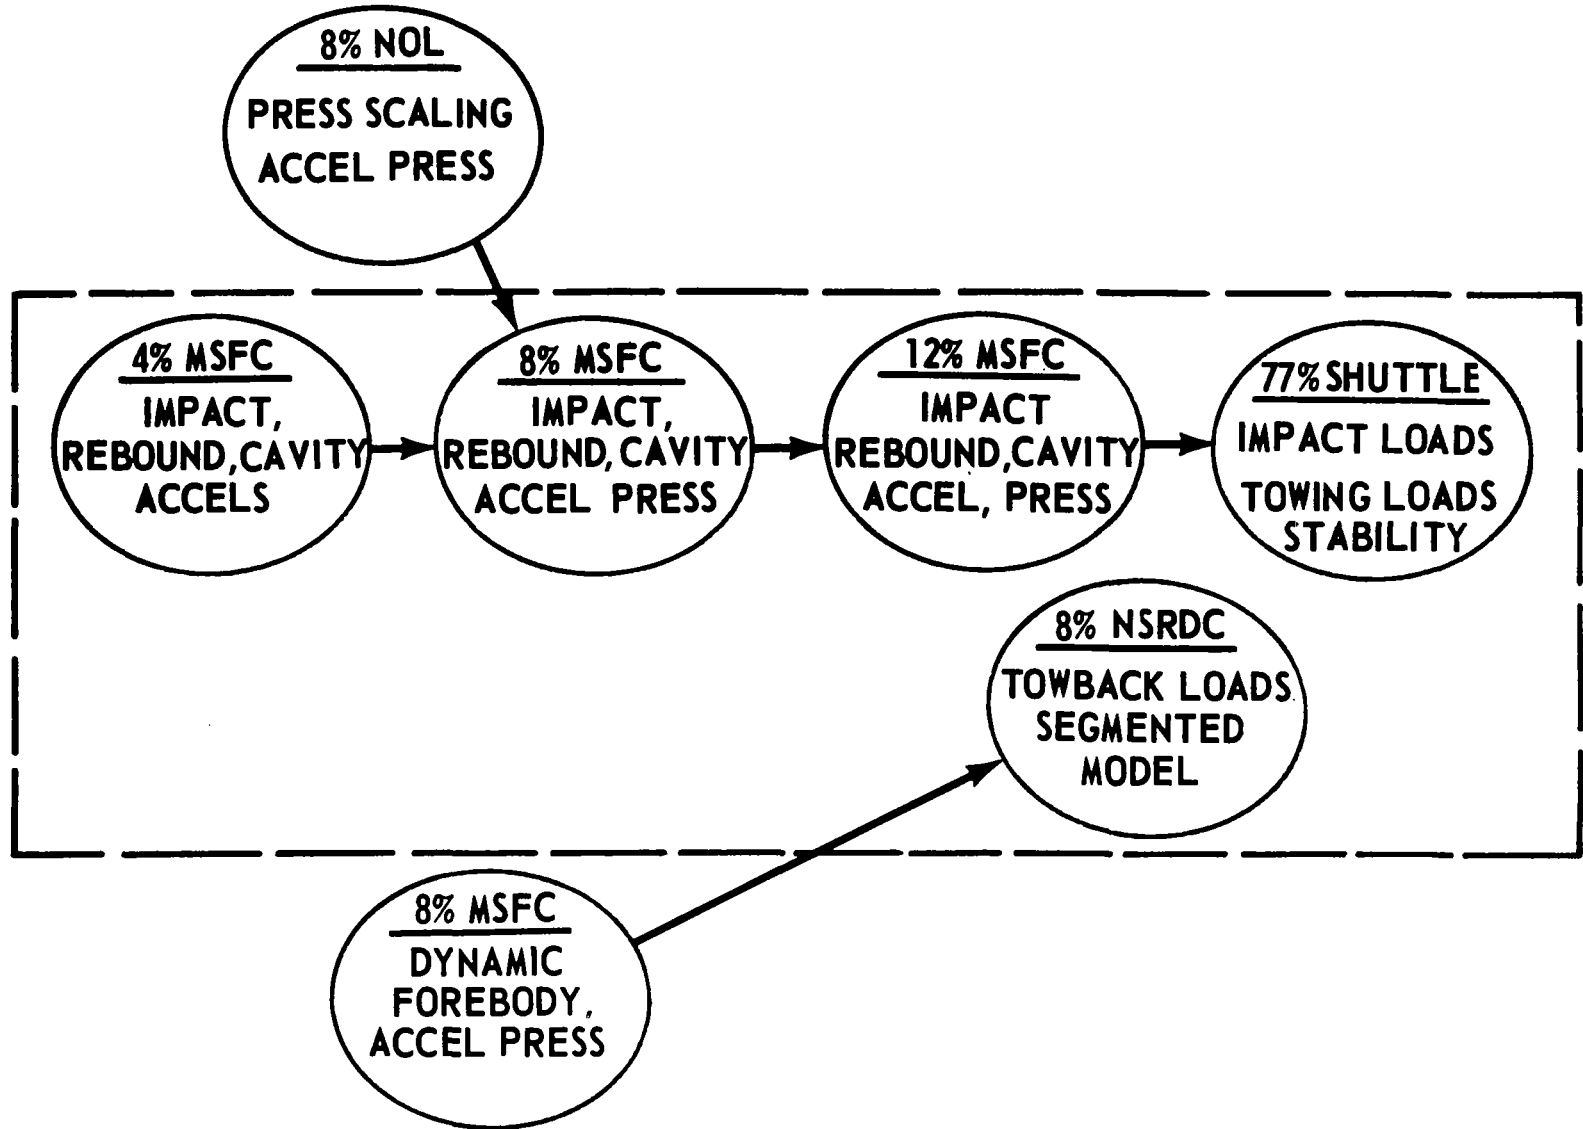 8% NOL
PRESS SCALING
ACCEL PRESS
4% MSFC
IMPACT,
REBOUND, CAVITY
ACCELS
8% MSFC
IMPACT,
REBOUND, CAVITY
ACCEL PRESS
12% MSFC
IMPACT
REBOUND, CAVITY
ACCEL, PRESS
77% SHUTTLE
IMPACT LOADS
TOWING LOADS
STABILITY
8% NSRDC
TOWBACK LOADS
SEGMENTED
MODEL
8% MSFC
DYNAMIC
FOREBODY,
ACCEL PRESS